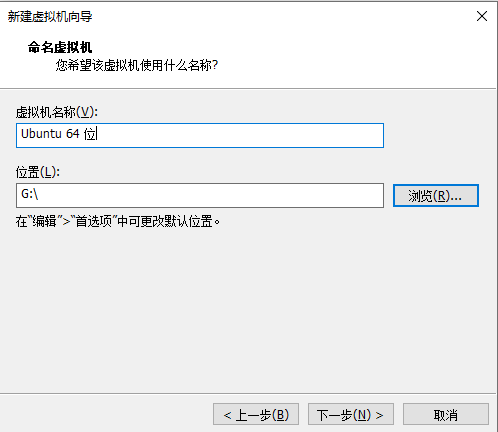 新建虚拟机向导
命名虚拟机
您希望该虚拟机使用什么名称?
虚拟机名称(V):
Ubuntu 64 位
位置(L):
G:\
浏览(R)...
在“编辑”>“首选项”中可更改默认位置。
< 上一步(B)
下一步(N) >
取消